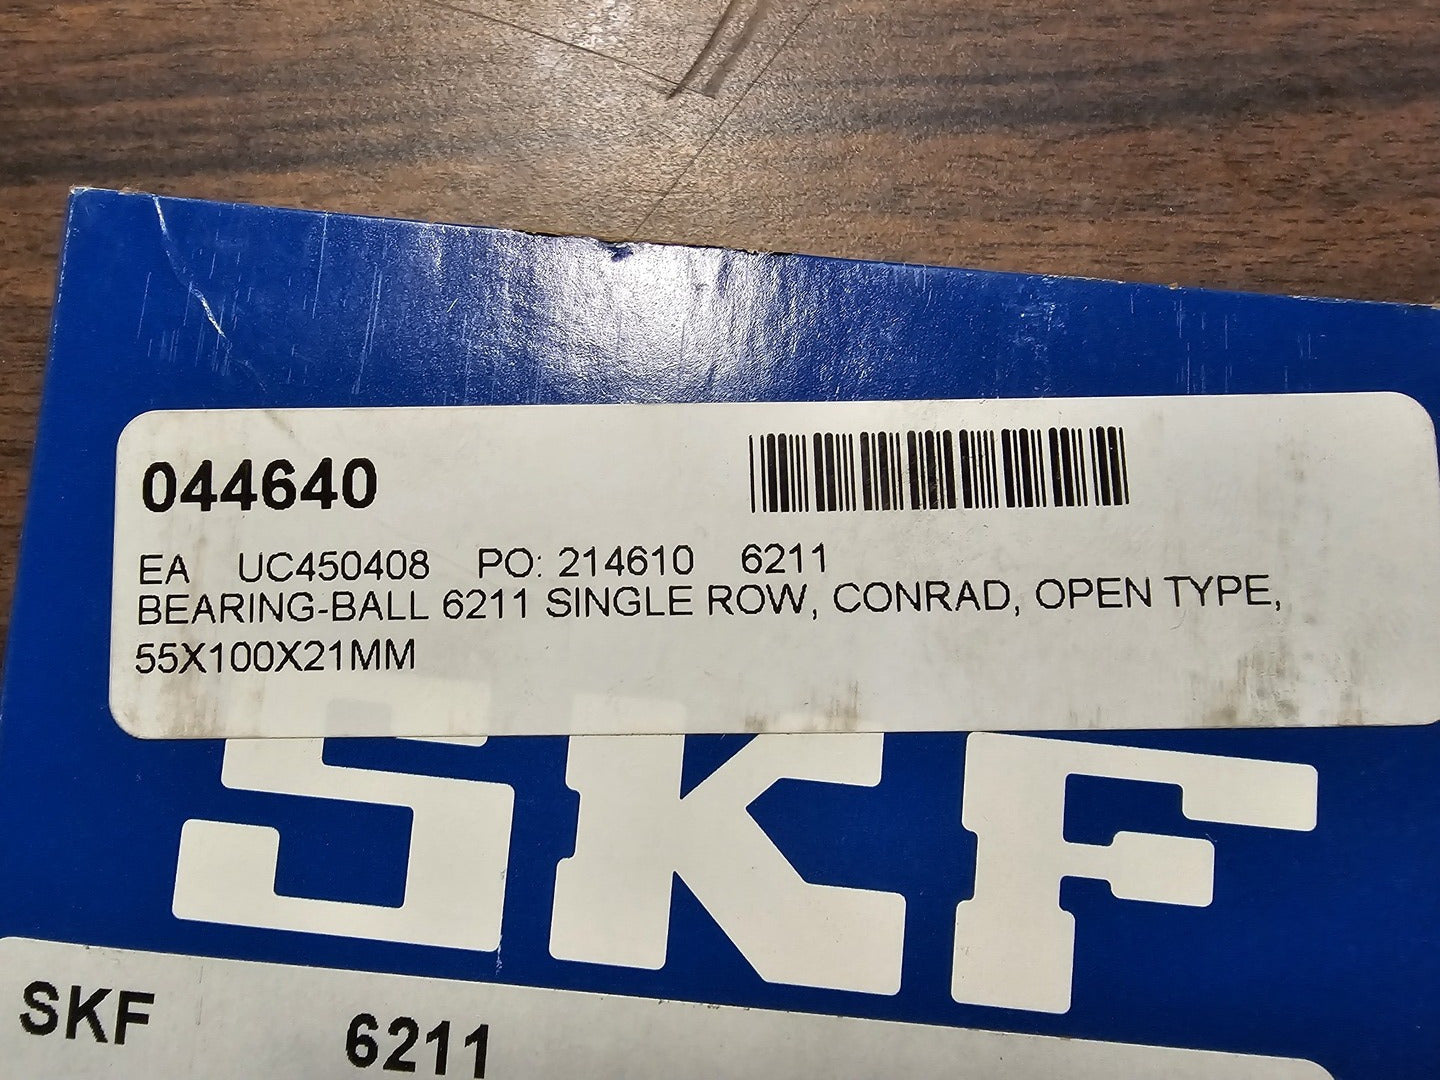 044640
EA UC450408 PO: 214610 6211
BEARING-BALL 6211 SINGLE ROW, CONRAD, OPEN TYPE,
55X100X21MM
SKF
SKF 6211